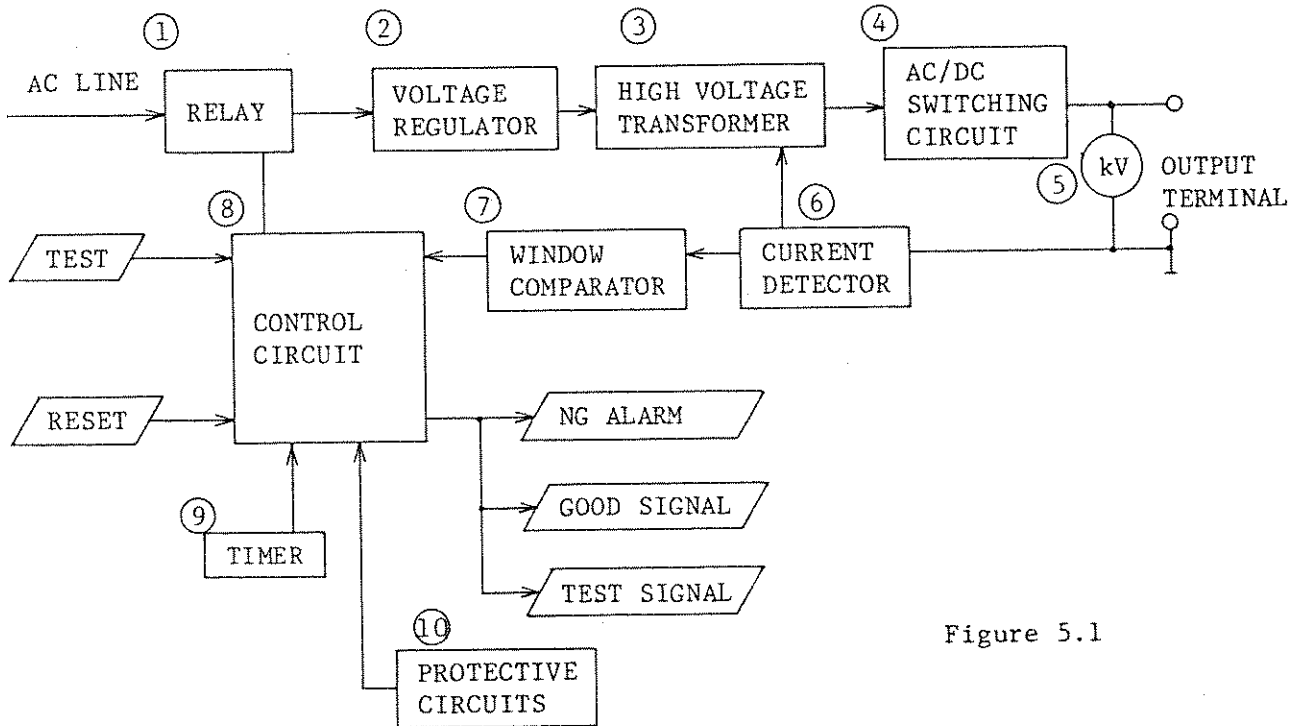 ①
②
③
④
AC LINE
RELAY
VOLTAGE
REGULATOR
HIGH VOLTAGE
TRANSFORMER
AC/DC
SWITCHING
CIRCUIT
⑤
kV
OUTPUT
TERMINAL
⑧
⑦
⑥
TEST
WINDOW
COMPARATOR
CURRENT
DETECTOR
CONTROL
CIRCUIT
RESET
NG ALARM
GOOD SIGNAL
⑨
TIMER
TEST SIGNAL
⑩
PROTECTIVE
CIRCUITS
Figure 5.1